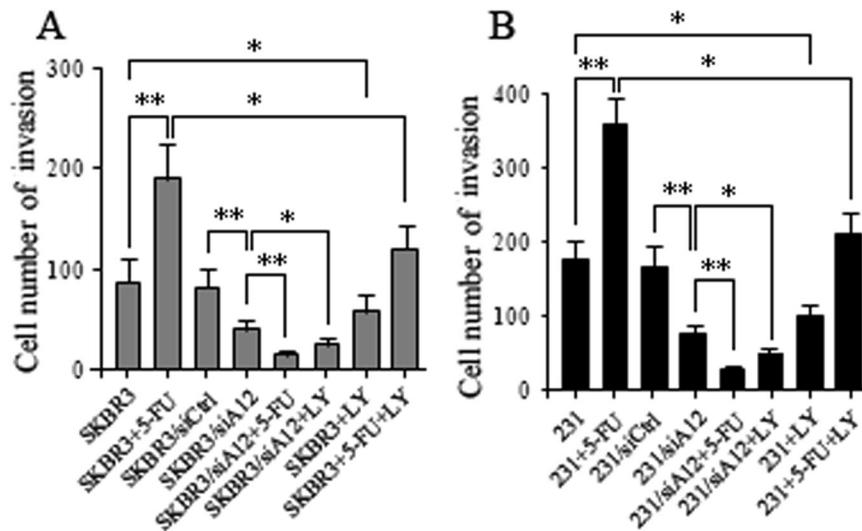 A
Cell number of invasion
300
200
100
0
*
**
*
**
*
**
SKBR3
SKBR3+5-FU
SKBR3/siCtrl
SKBR3/siA12
SKBR3/siA12+5-FU
SKBR3/siA12+LY
SKBR3+LY
SKBR3+5-FU+LY
B
Cell number of invasion
400
300
200
100
0
*
**
*
**
*
**
231
231+5-FU
231/siCtrl
231/siA12
231/siA12+5-FU
231/siA12+LY
231+LY
231+5-FU+LY